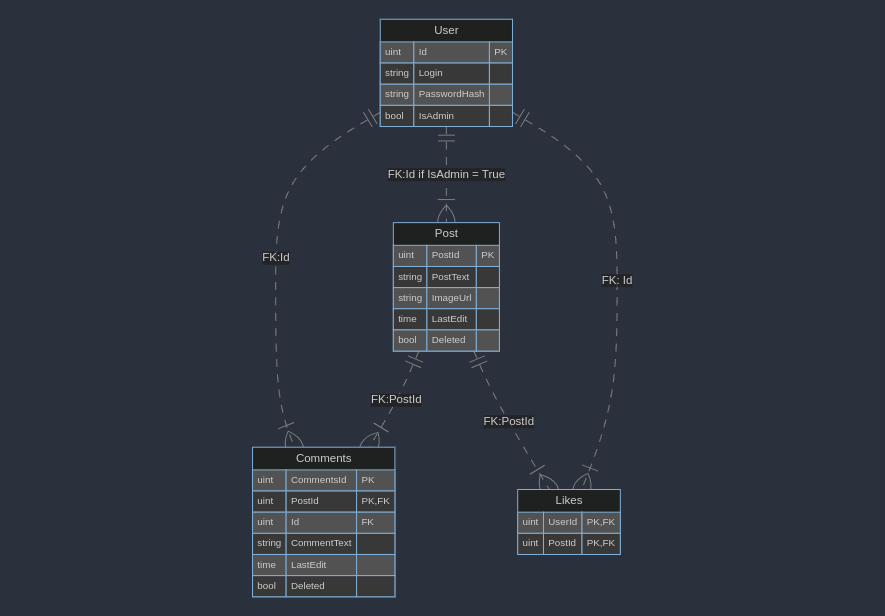 User
uint Id PK
string Login
string PasswordHash
bool IsAdmin
FK:Id if IsAdmin = True
Post
uint PostId PK
string PostText
string ImageUrl
time LastEdit
bool Deleted
FK:Id
FK: Id
FK:PostId
FK:PostId
Comments
uint CommentsId PK
uint PostId PK,FK
uint Id FK
string CommentText
time LastEdit
bool Deleted
Likes
uint UserId PK,FK
uint PostId PK,FK